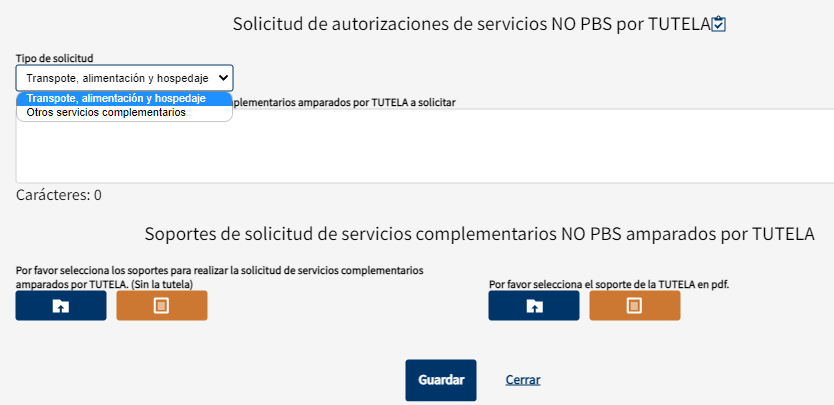 Solicitud de autorizaciones de servicios NO PBS por TUTELA
Tipo de solicitud
Transpote, alimentación y hospedaje
Transpote, alimentación y hospedaje
Otros servicios complementarios
plementarios amparados por TUTELA a solicitar
Carácteres: 0
Soportes de solicitud de servicios complementarios NO PBS amparados por TUTELA
Por favor selecciona los soportes para realizar la solicitud de servicios complementarios
amparados por TUTELA. (Sin la tutela)
Por favor selecciona el soporte de la TUTELA en pdf.
Guardar
Cerrar